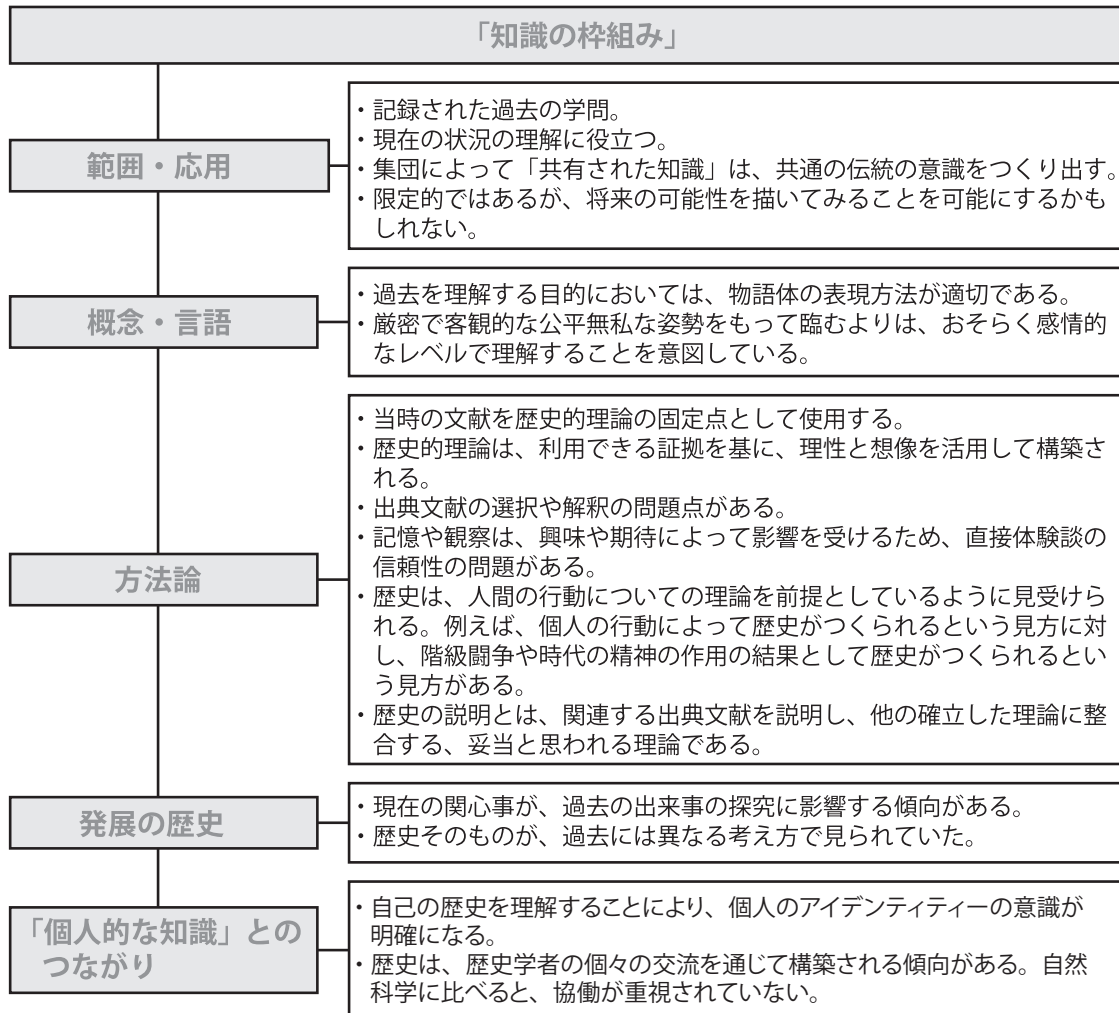 「知識の枠組み」
範囲・応用
・記録された過去の学問。
・現在の状況の理解に役立つ。
・集団によって「共有された知識」は、共通の伝統の意識をつくり出す。
・限定的ではあるが、将来の可能性を描いてみることを可能にするかも
しれない。
概念・言語
・過去を理解する目的においては、物語体の表現方法が適切である。
・厳密で客観的な公平無私な姿勢をもって臨むよりは、おそらく感情的
なレベルで理解することを意図している。
方法論
・当時の文献を歴史的理論の固定点として使用する。
・歴史的理論は、利用できる証拠を基に、理性と想像を活用して構築さ
れる。
・出典文献の選択や解釈の問題点がある。
・記憶や観察は、興味や期待によって影響を受けるため、直接体験談の
信頼性の問題がある。
・歴史は、人間の行動についての理論を前提としているように見受けら
れる。例えば、個人の行動によって歴史がつくられるという見方に対
し、階級闘争や時代の精神の作用の結果として歴史がつくられるとい
う見方がある。
・歴史の説明とは、関連する出典文献を説明し、他の確立した理論に整
合する、妥当と思われる理論である。
発展の歴史
・現在の関心事が、過去の出来事の探究に影響する傾向がある。
・歴史そのものが、過去には異なる考え方で見られていた。
「個人的な知識」との
つながり
・自己の歴史を理解することにより、個人のアイデンティティーの意識が
明確になる。
・歴史は、歴史学者の個々の交流を通じて構築される傾向がある。自然
科学に比べると、協働が重視されていない。